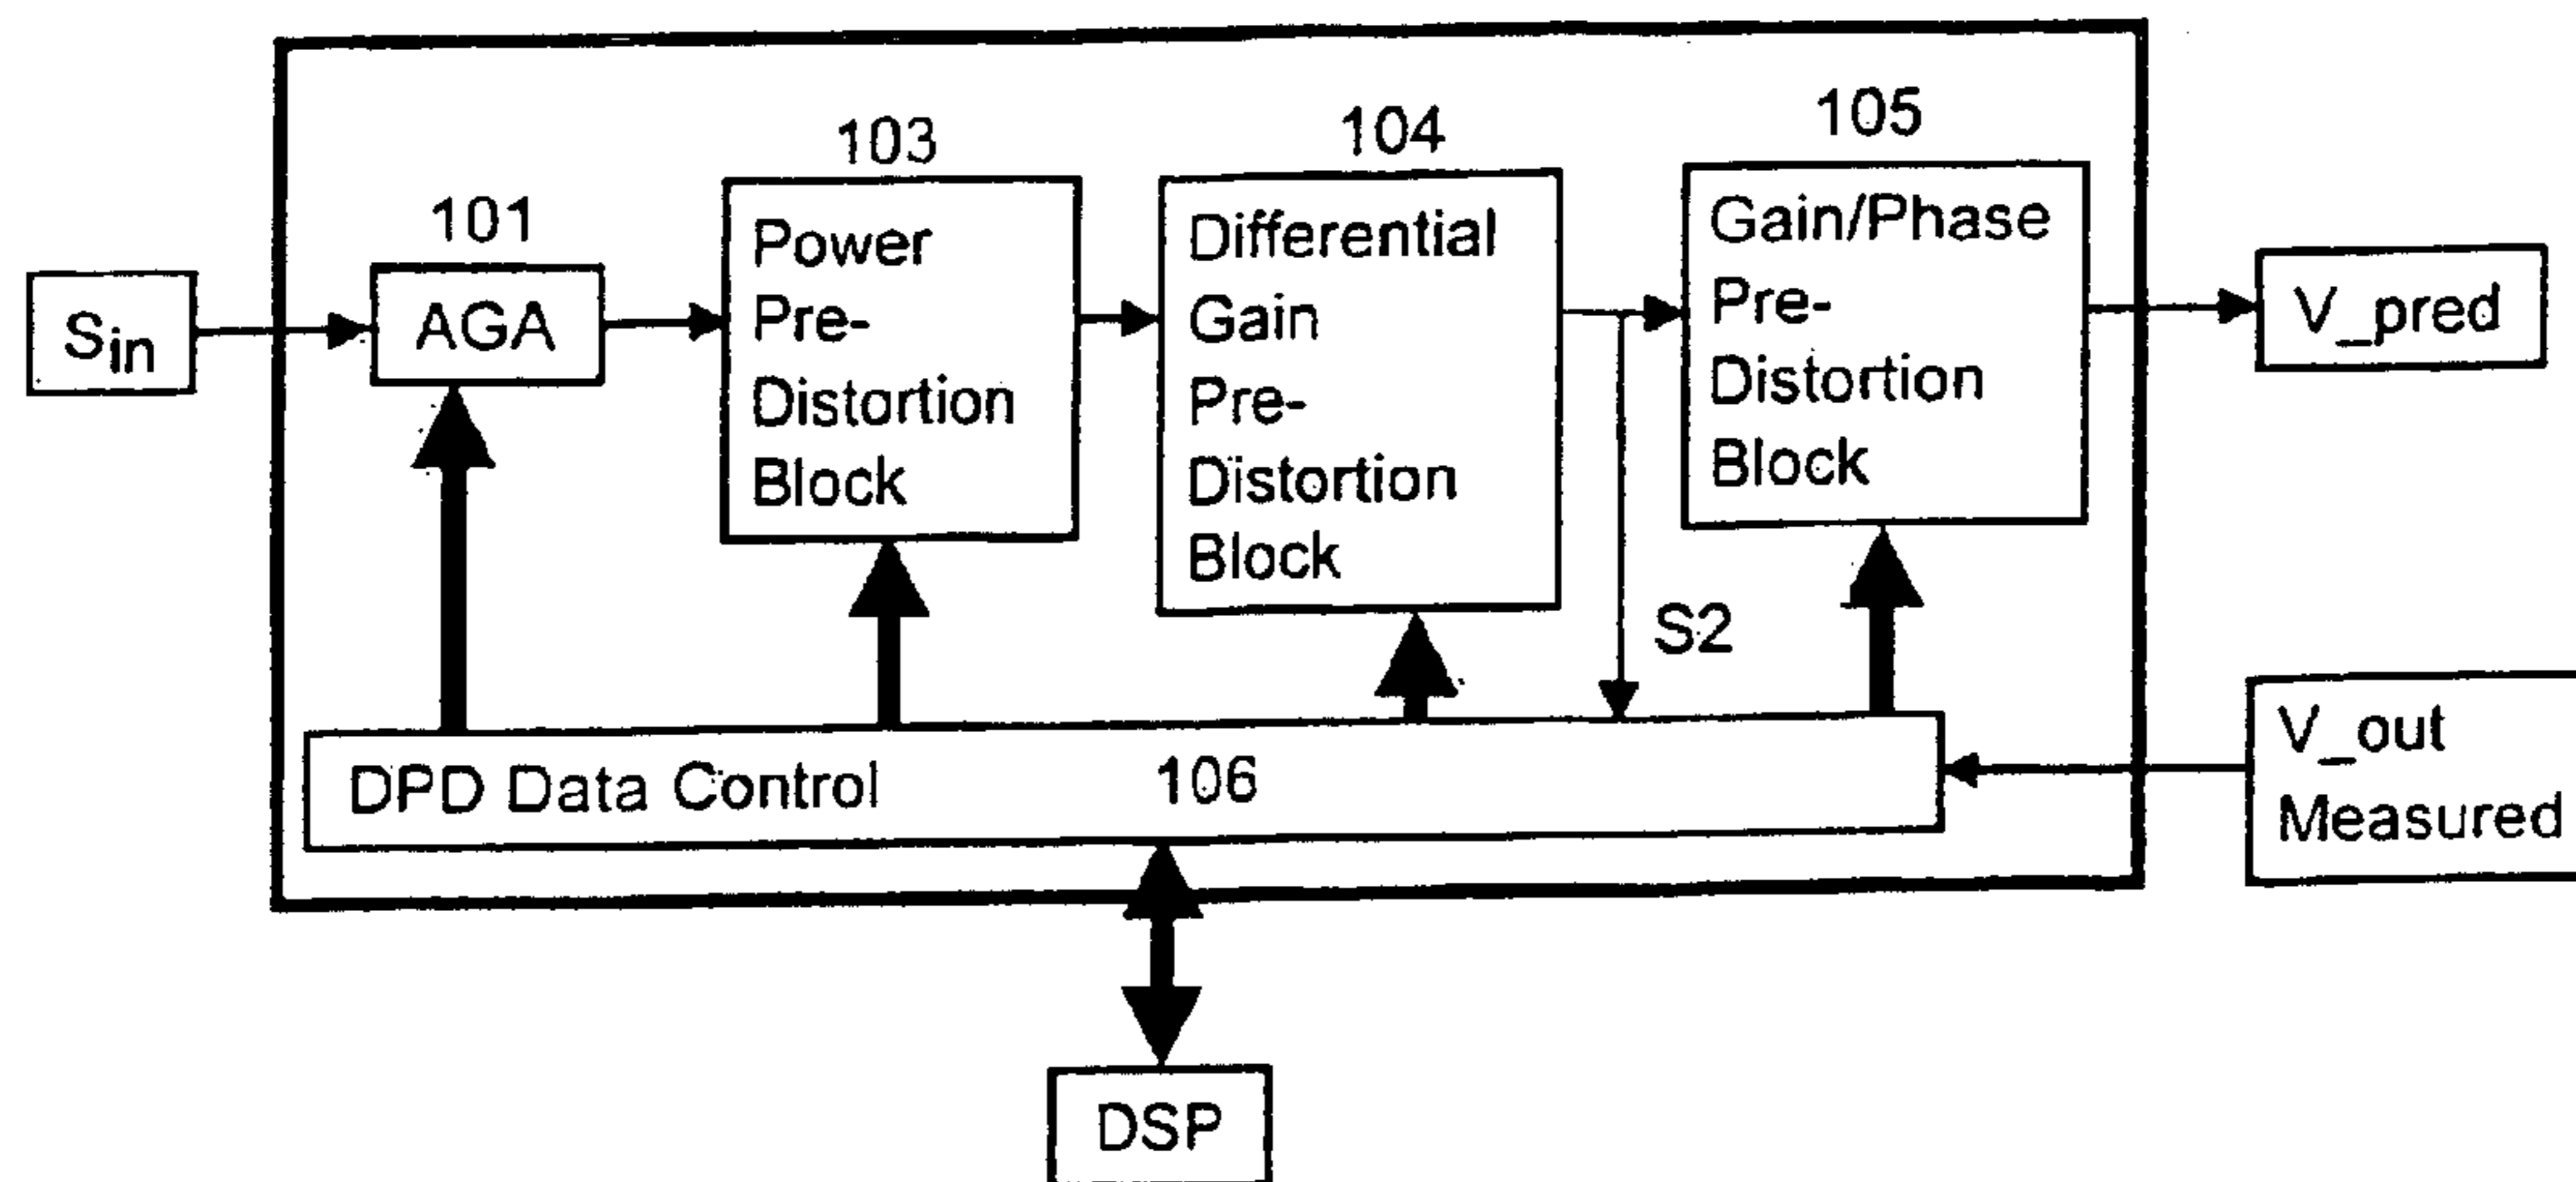 105
104
103
101
S_in
AGA
Power
Pre-
Distortion
Block
Differential
Gain
Pre-
Distortion
Block
Gain/Phase
Pre-
Distortion
Block
V_pred
S2
DPD Data Control 106
V_out
Measured
DSP